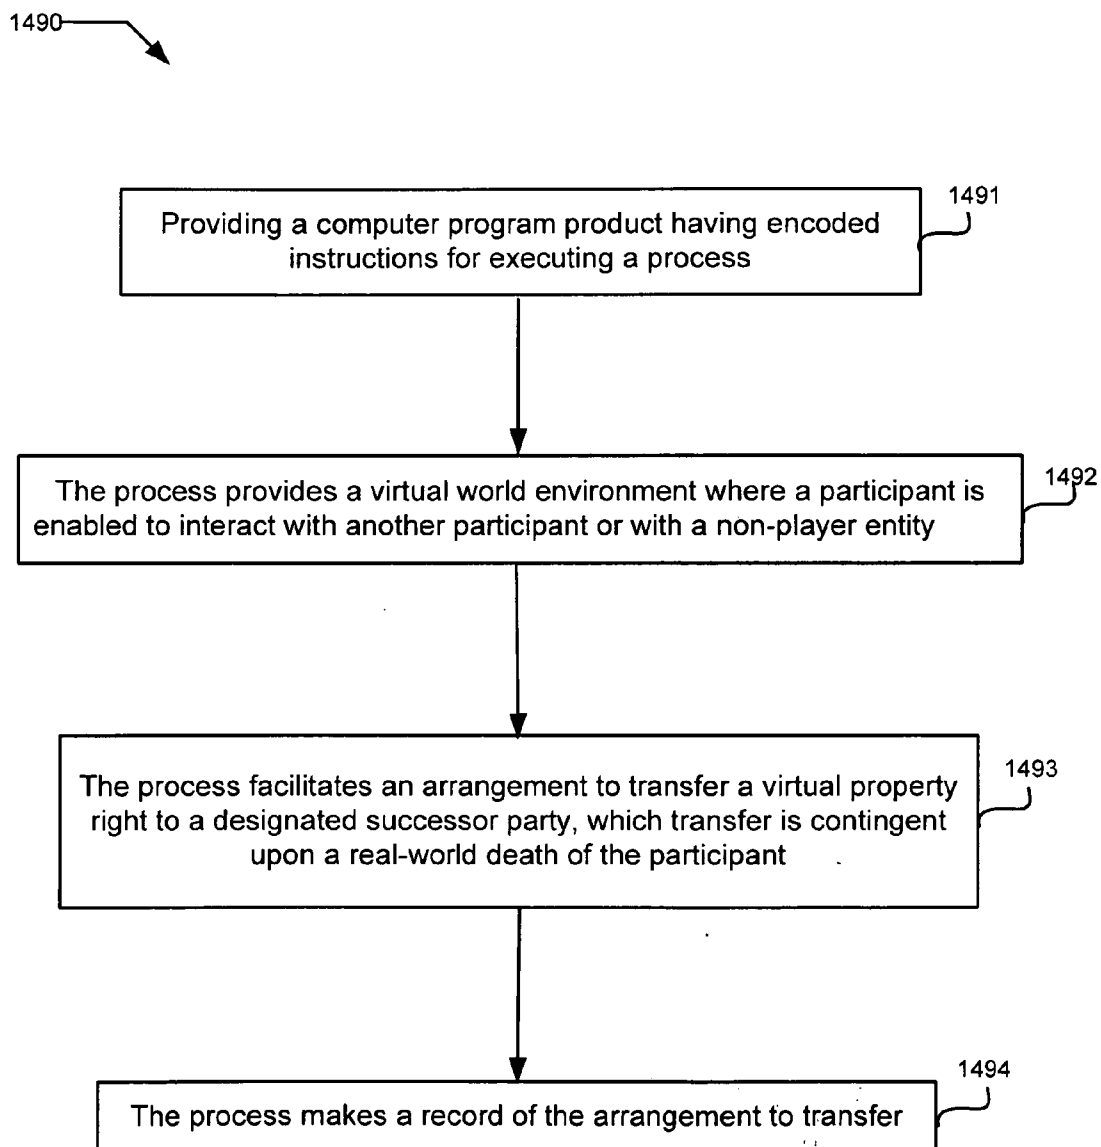 1490
1491
Providing a computer program product having encoded
instructions for executing a process
1492
The process provides a virtual world environment where a participant is
enabled to interact with another participant or with a non-player entity
1493
The process facilitates an arrangement to transfer a virtual property
right to a designated successor party, which transfer is contingent
upon a real-world death of the participant
1494
The process makes a record of the arrangement to transfer